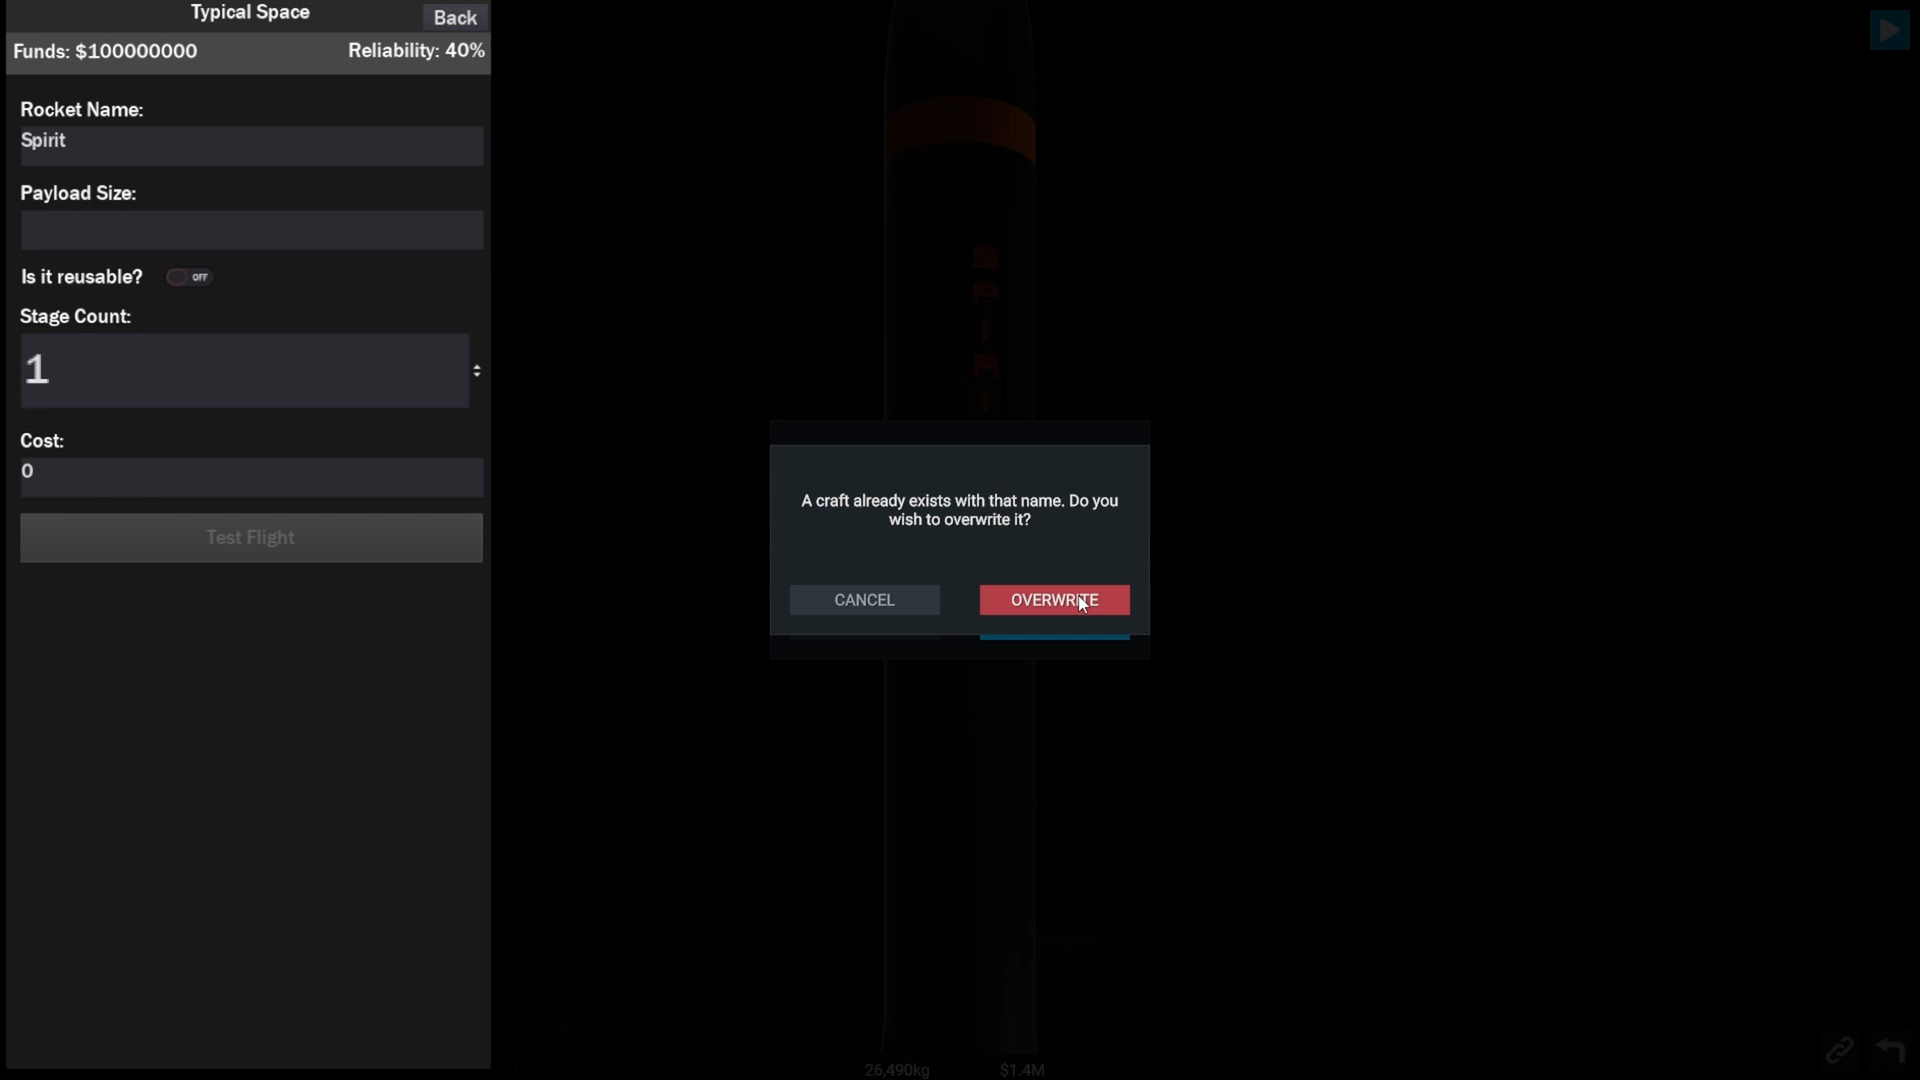 Typical Space
Back
Funds: $100000000
Reliability: 40%
Rocket Name:
Spirit
Payload Size:
Is it reusable?
OFF
Stage Count:
1
Cost:
0
Test Flight
S
P
I
R
I
A craft already exists with that name. Do you
wish to overwrite it?
CANCEL
OVERWRITE
26,490kg
$1.4M